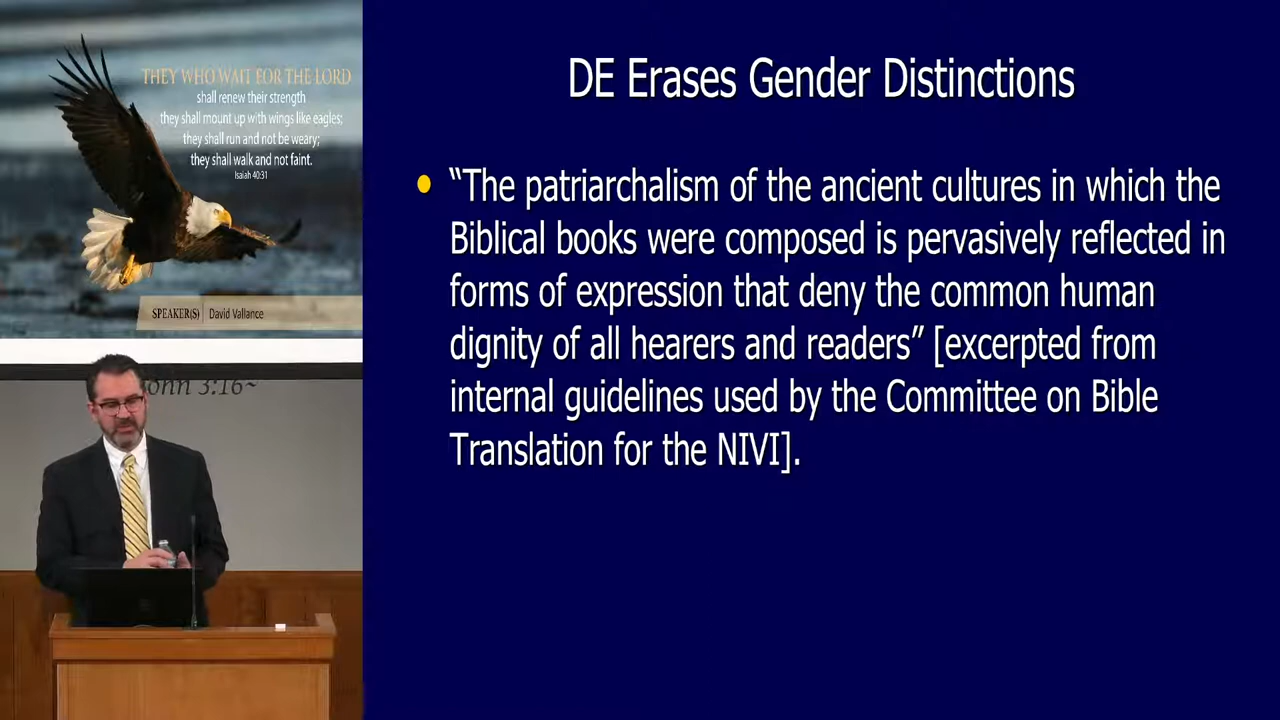 THEY WHO WAIT FOR THE LORD
shall renew their strength
they shall mount up with wings like eagles;
they shall run and not be weary;
they shall walk and not faint.
Isaiah 40:31
SPEAKER(S) David Vallance
ohn 3:16~
DE Erases Gender Distinctions
• “The patriarchalism of the ancient cultures in which the
Biblical books were composed is pervasively reflected in
forms of expression that deny the common human
dignity of all hearers and readers” [excerpted from
internal guidelines used by the Committee on Bible
Translation for the NIVI].